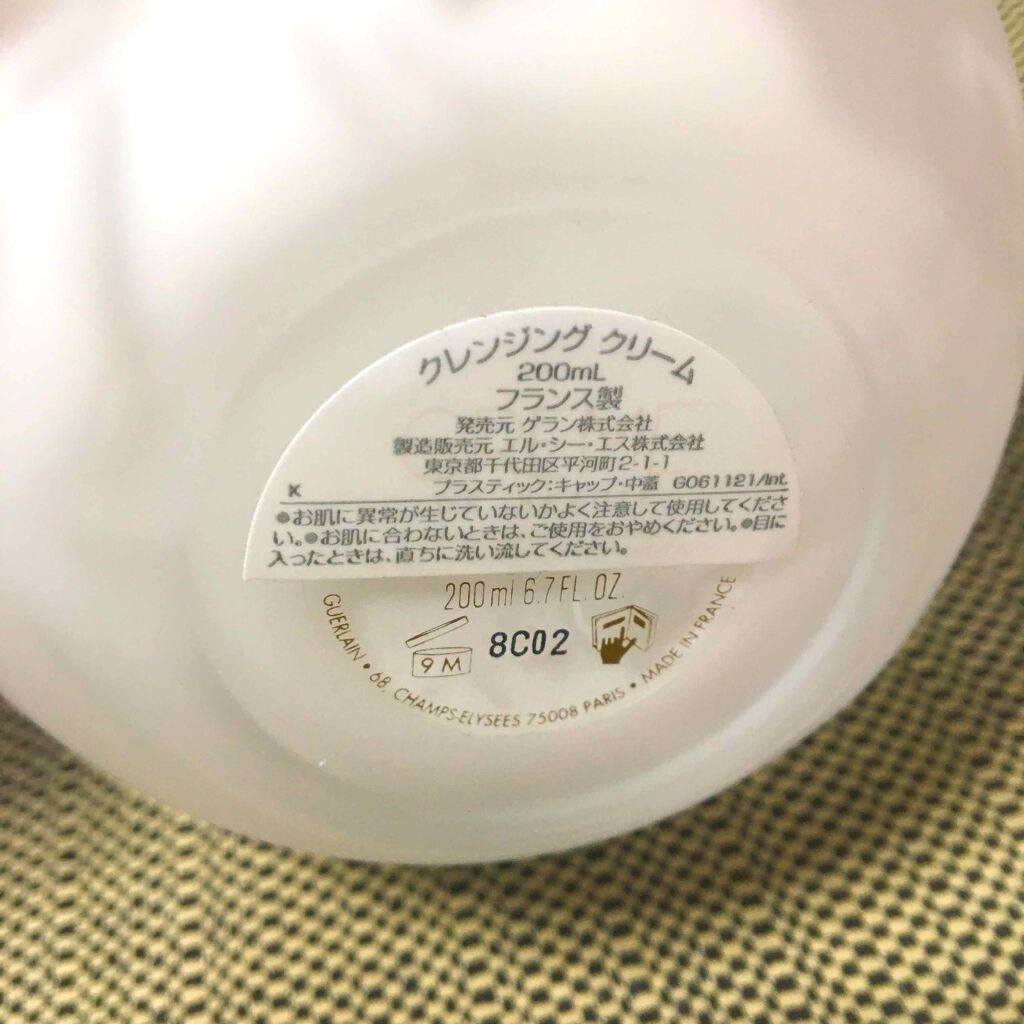 クレンジング クリーム
200mL
フランス製
発売元 ゲラン株式会社
製造販売元 エル・シー・エス株式会社
東京都千代田区平河町2-1-1
K プラスティック:キャップ・中蓋 G061121/Int.
●お肌に異常が生じていないかよく注意して使用してくださ
い。●お肌に合わないときは、ご使用をおやめください。●目に
入ったときは、直ちに洗い流してください。
200ml 6.7FL. OZ.
9 M
8C02
GUERLAIN • 68, CHAMPS-ELYSEES 75008 PARIS • MADE IN FRANCE